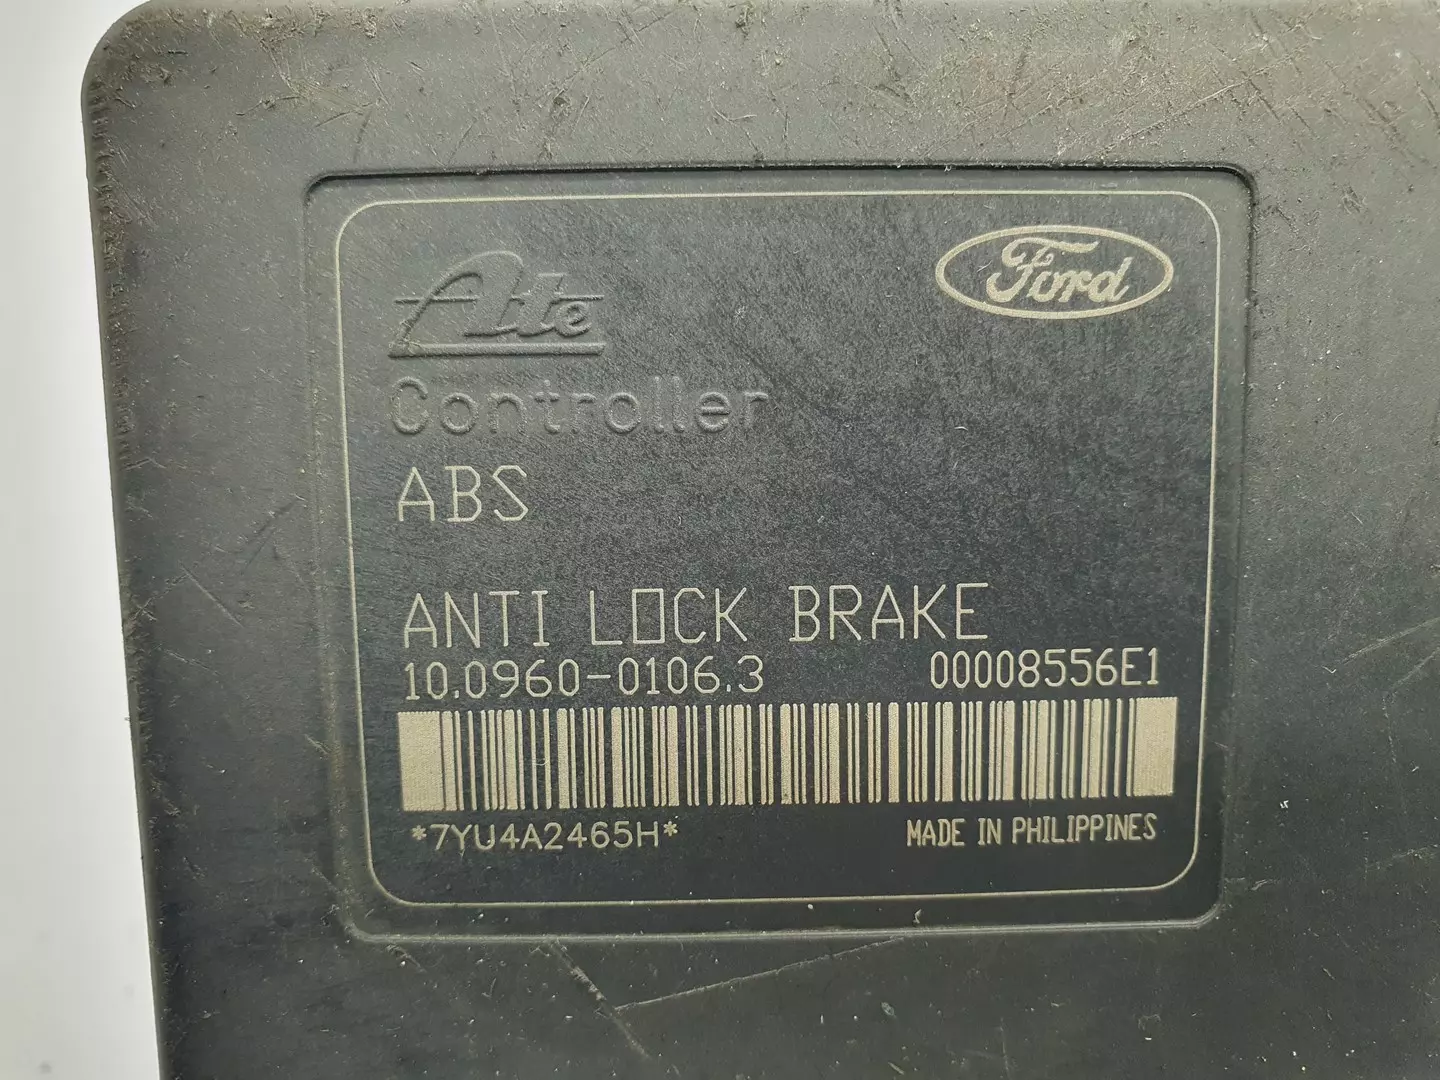 Ate
Ford
Controller
ABS
ANTI LOCK BRAKE
10.0960-0106.3 00008556E1
*7YU4A2465H* MADE IN PHILIPPINES